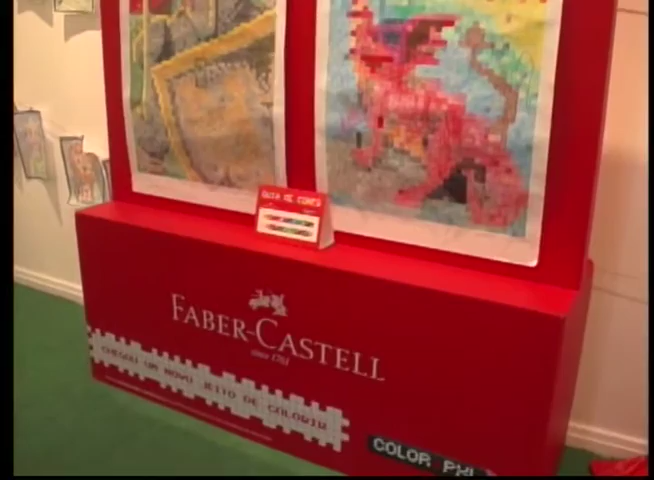 GUIA DE CORES
FABER-CASTELL
since 1761
CHEGOU UM NOVO JEITO DE COLORIR
COLOR